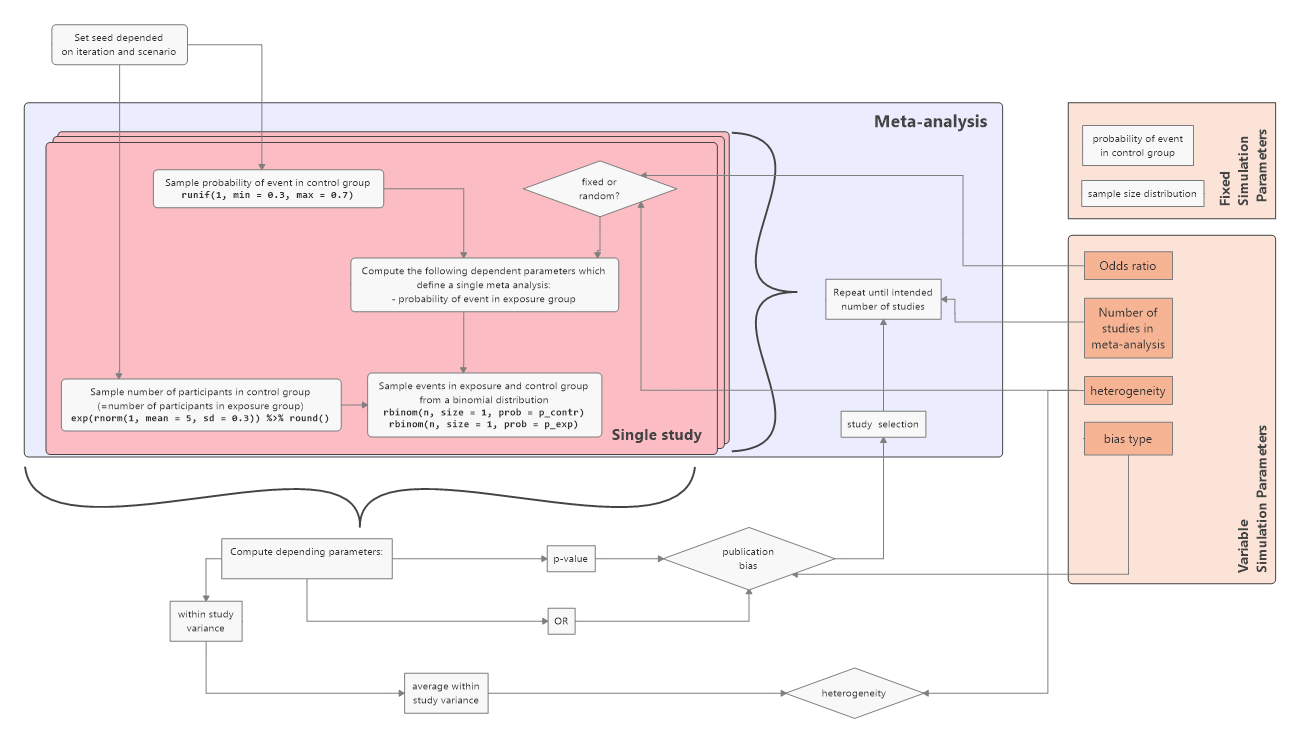 Set seed depended
on iteration and scenario
Meta-analysis
Sample probability of event in control group
runif(1, min = 0.3, max = 0.7)
fixed or
random?
Compute the following dependent parameters which
define a single meta analysis:
- probability of event in exposure group
Sample number of participants in control group
(=number of participants in exposure group)
exp(rnorm(1, mean = 5, sd = 0.3)) %>% round()
Sample events in exposure and control group
from a binomial distribution
rbinom(n, size = 1, prob = p_contr)
rbinom(n, size = 1, prob = p_exp)
Single study
Repeat until intended
number of studies
study selection
probability of event
in control group
sample size distribution
Fixed
Simulation
Parameters
Odds ratio
Number of
studies in
meta-analysis
heterogeneity
bias type
Variable
Simulation Parameters
Compute depending parameters:
p-value
publication
bias
within study
variance
OR
average within
study variance
heterogeneity